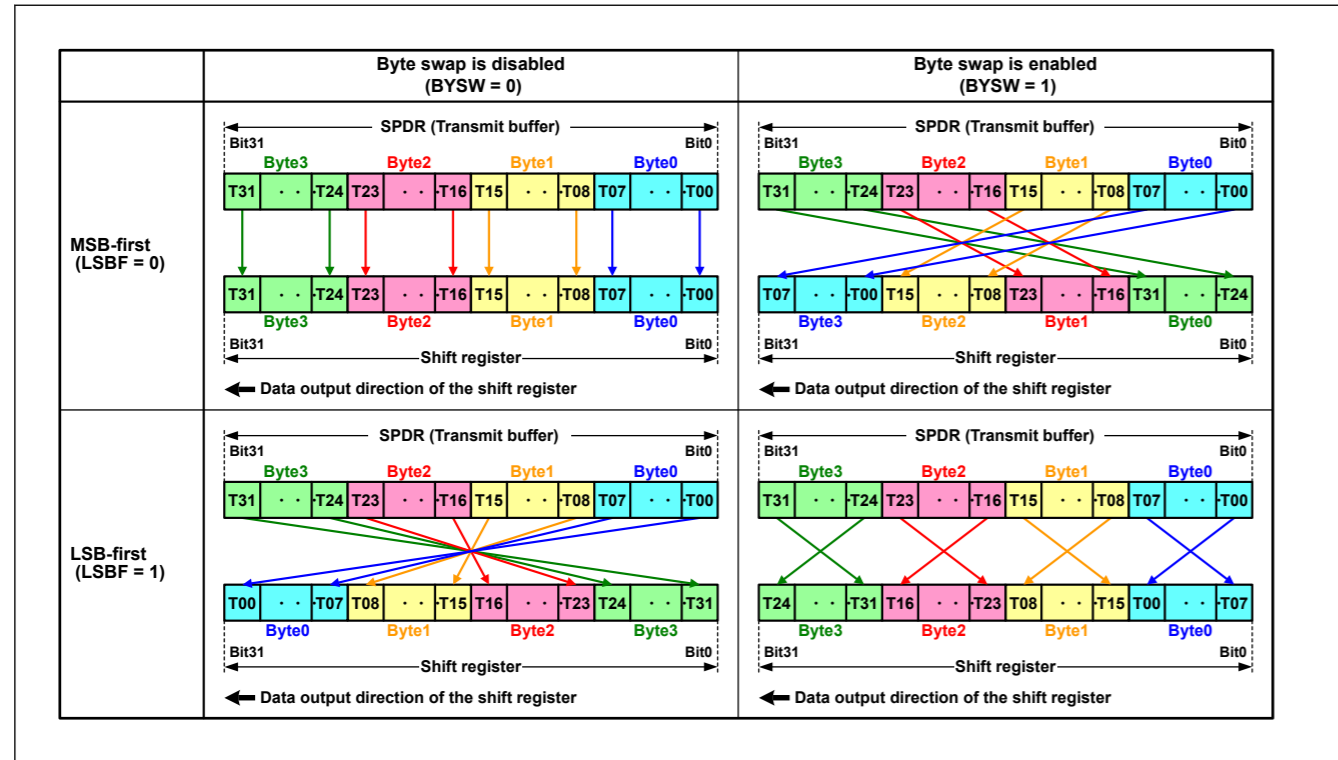 Byte swap is disabled
(BYSW = 0)
Byte swap is enabled
(BYSW = 1)
MSB-first
(LSBF = 0)
SPDR (Transmit buffer)
Bit31 Bit0
Byte3 Byte2 Byte1 Byte0
T31 · · ·T24 T23 · · ·T16 T15 · · ·T08 T07 · · ·T00
T31 · · ·T24 T23 · · ·T16 T15 · · ·T08 T07 · · ·T00
Byte3 Byte2 Byte1 Byte0
Bit31 Bit0
Shift register
Data output direction of the shift register
SPDR (Transmit buffer)
Bit31 Bit0
Byte3 Byte2 Byte1 Byte0
T31 · · ·T24 T23 · · ·T16 T15 · · ·T08 T07 · · ·T00
T07 · · ·T00 T15 · · ·T08 T23 · · ·T16 T31 · · ·T24
Byte3 Byte2 Byte1 Byte0
Bit31 Bit0
Shift register
Data output direction of the shift register
LSB-first
(LSBF = 1)
SPDR (Transmit buffer)
Bit31 Bit0
Byte3 Byte2 Byte1 Byte0
T31 · · ·T24 T23 · · ·T16 T15 · · ·T08 T07 · · ·T00
T00 · · ·T07 T08 · · ·T15 T16 · · ·T23 T24 · · ·T31
Byte0 Byte1 Byte2 Byte3
Bit31 Bit0
Shift register
Data output direction of the shift register
SPDR (Transmit buffer)
Bit31 Bit0
Byte3 Byte2 Byte1 Byte0
T31 · · ·T24 T23 · · ·T16 T15 · · ·T08 T07 · · ·T00
T24 · · ·T31 T16 · · ·T23 T08 · · ·T15 T00 · · ·T07
Byte3 Byte2 Byte1 Byte0
Bit31 Bit0
Shift register
Data output direction of the shift register